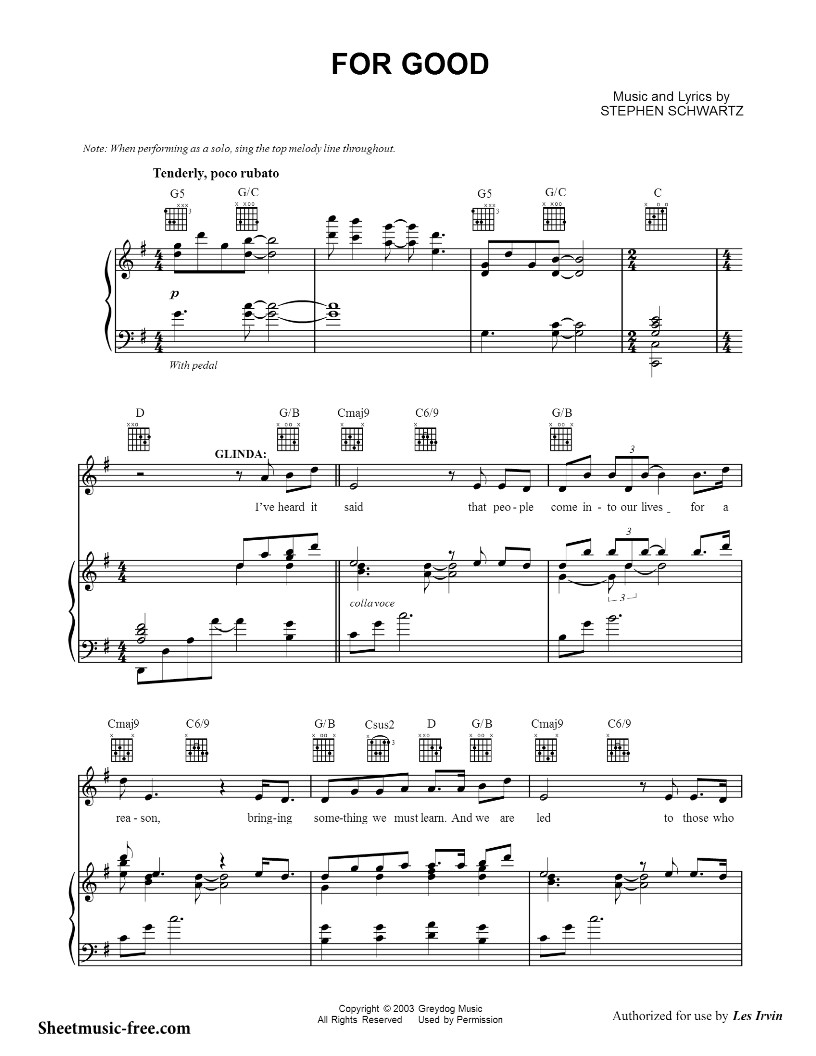 FOR GOOD
Music and Lyrics by
STEPHEN SCHWARTZ
Note: When performing as a solo, sing the top melody line throughout.
Tenderly, poco rubato
G5 G/C G5 G/C C
p
With pedal
D G/B Cmaj9 C6/9 G/B
GLINDA:
I've heard it said that peo-ple come in - to our lives _ for a
3
colla voce
3
3
Cmaj9 C6/9 G/B Csus2 D G/B Cmaj9 C6/9
rea - son, bring-ing some-thing we must learn. And we are led to those who
Copyright © 2003 Greydog Music
All Rights Reserved Used by Permission
Authorized for use by Les Irvin
Sheetmusic-free.com